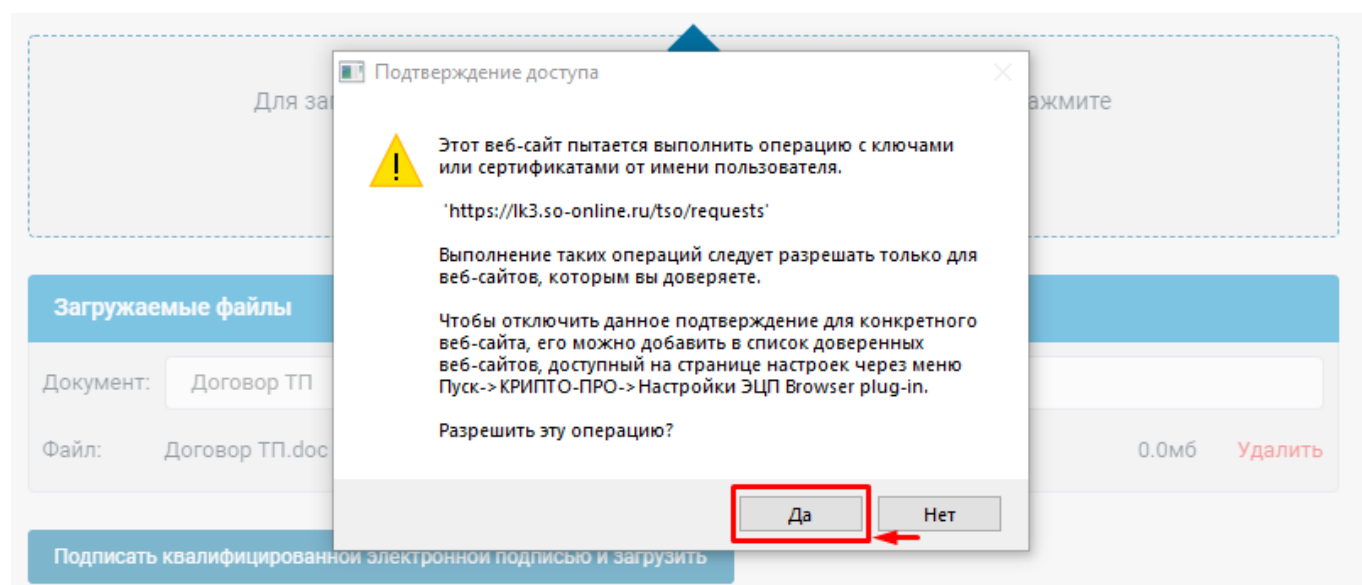 Подтверждение доступа
Для заг
ажмите
Этот веб-сайт пытается выполнить операцию с ключами
или сертификатами от имени пользователя.
'https://lk3.so-online.ru/tso/requests'
Выполнение таких операций следует разрешать только для
веб-сайтов, которым вы доверяете.
Чтобы отключить данное подтверждение для конкретного
веб-сайта, его можно добавить в список доверенных
веб-сайтов, доступный на странице настроек через меню
Пуск->КРИПТО-ПРО->Настройки ЭЦП Browser plug-in.
Разрешить эту операцию?
Да Нет
Загружаемые файлы
Документ: Договор ТП
Файл: Договор ТП.doc 0.0мб Удалить
Подписать квалифицированной электронной подписью и загрузить